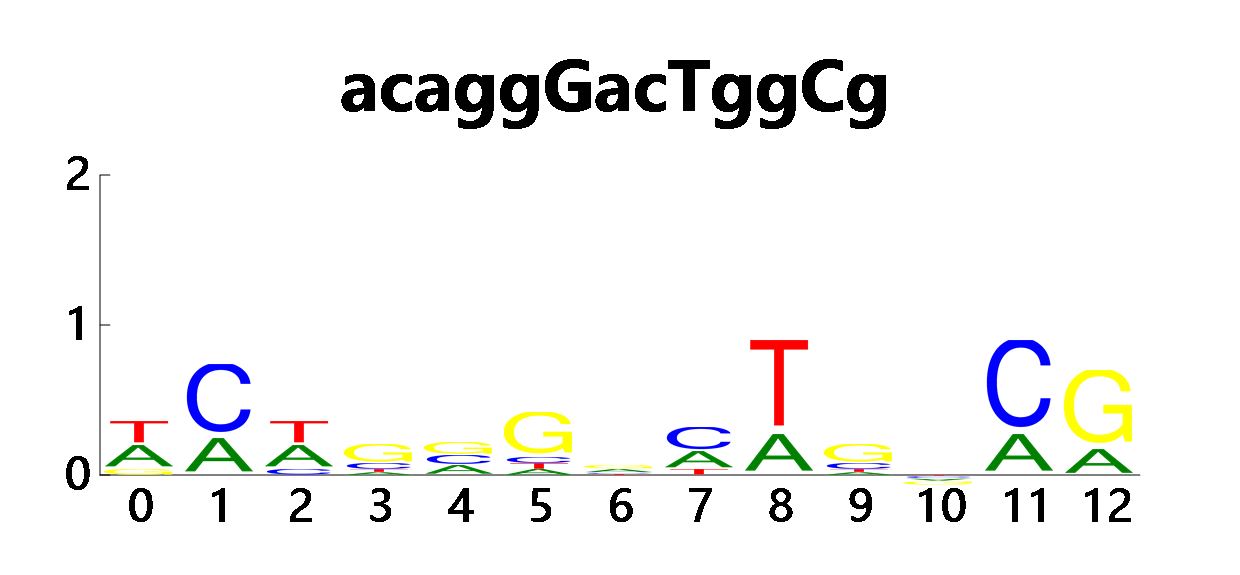 acaggGacTggCg
2
1
0
T C T G G G G C T G C C G
A A A C C C A A A C A A A
G C T A T T T T G
A A A
0 1 2 3 4 5 6 7 8 9 10 11 12